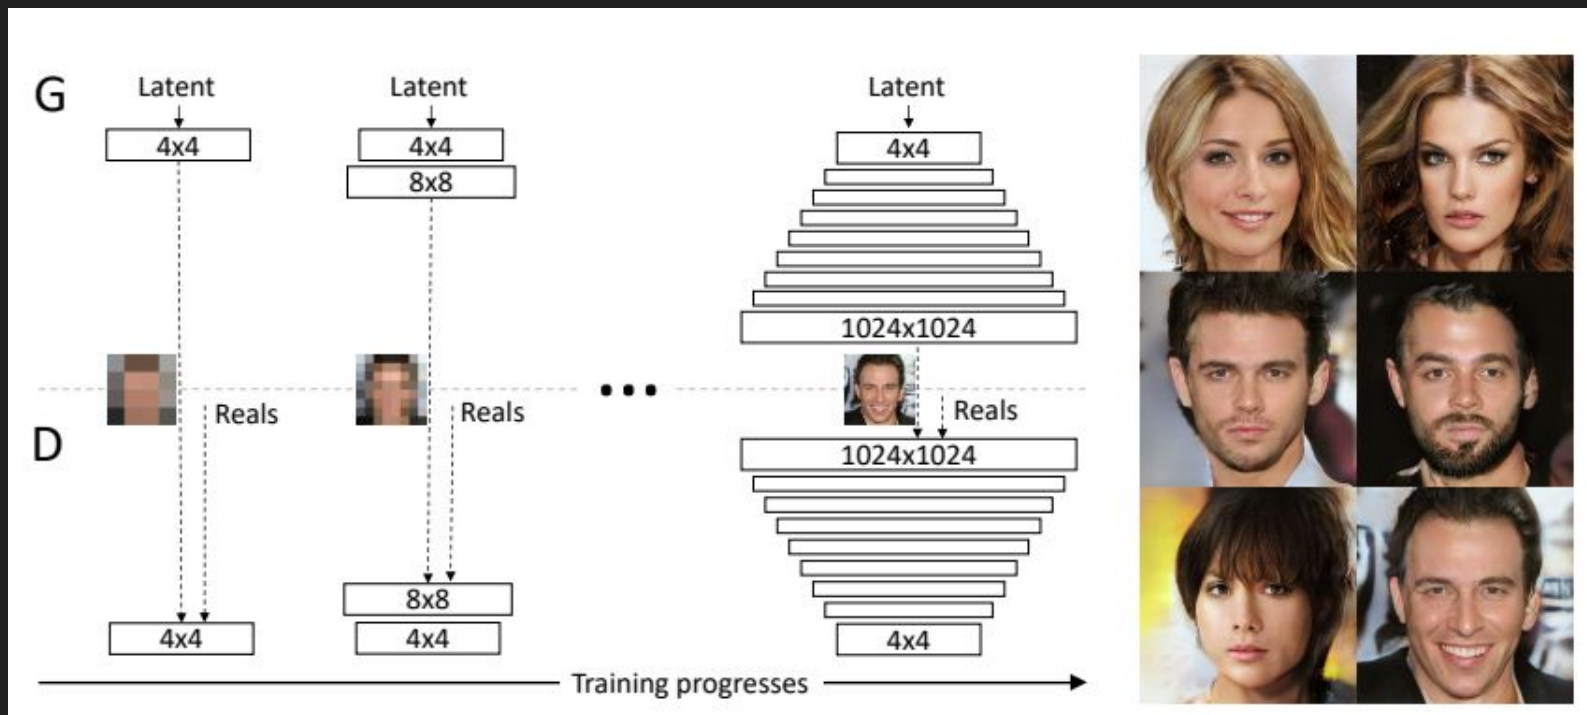 G
Latent
4x4
Latent
4x4
8x8
Latent
4x4
1024x1024
Reals
Reals
Reals
D
1024x1024
8x8
4x4
4x4
4x4
Training progresses